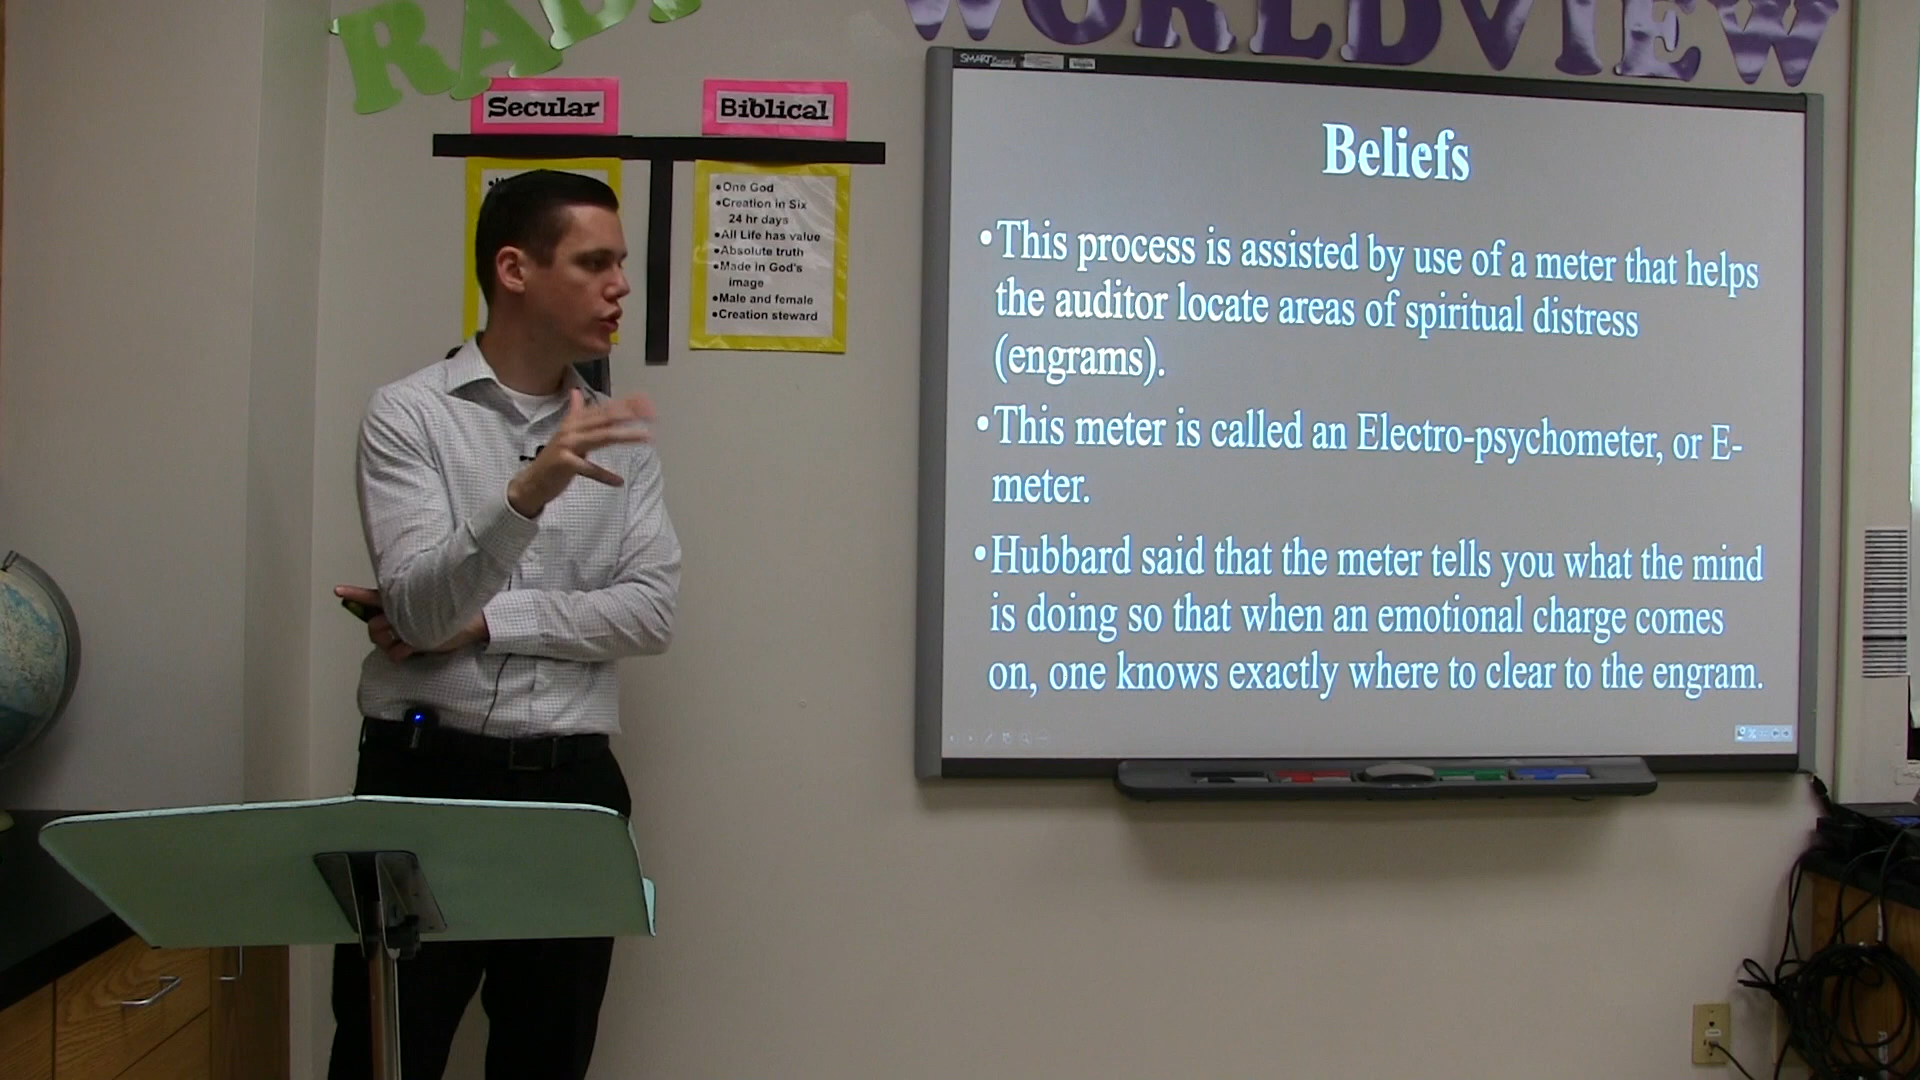 WORLDVIEW
Secular
Biblical
•One God
•Creation in Six
24 hr days
•All Life has value
•Absolute truth
•Made in God's
image
•Male and female
•Creation steward
SMART
Beliefs
•This process is assisted by use of a meter that helps
the auditor locate areas of spiritual distress
(engrams).
•This meter is called an Electro-psychometer, or E-
meter.
•Hubbard said that the meter tells you what the mind
is doing so that when an emotional charge comes
on, one knows exactly where to clear to the engram.